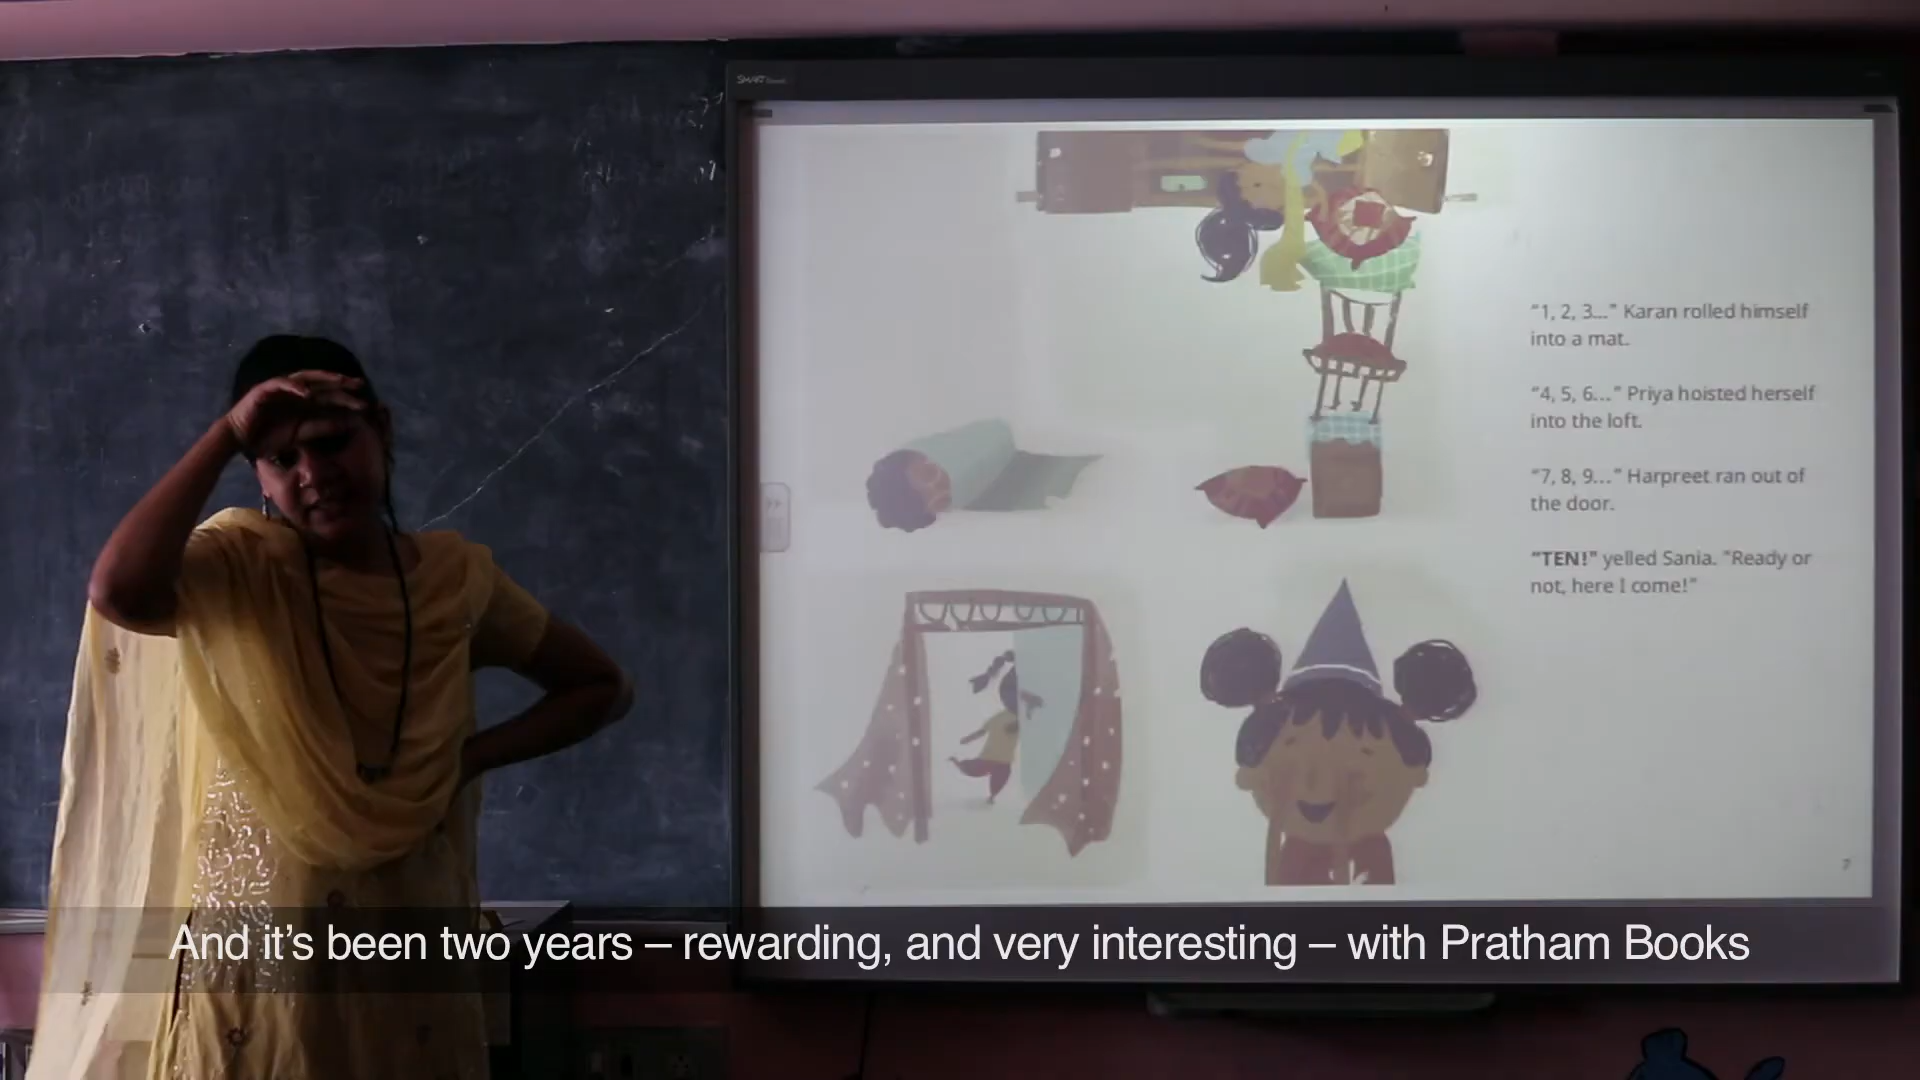 SMART
“1, 2, 3...” Karan rolled himself
into a mat.
“4, 5, 6...” Priya hoisted herself
into the loft.
“7, 8, 9...” Harpreet ran out of
the door.
“TEN!” yelled Sania. “Ready or
not, here I come!”
7
And it’s been two years – rewarding, and very interesting – with Pratham Books